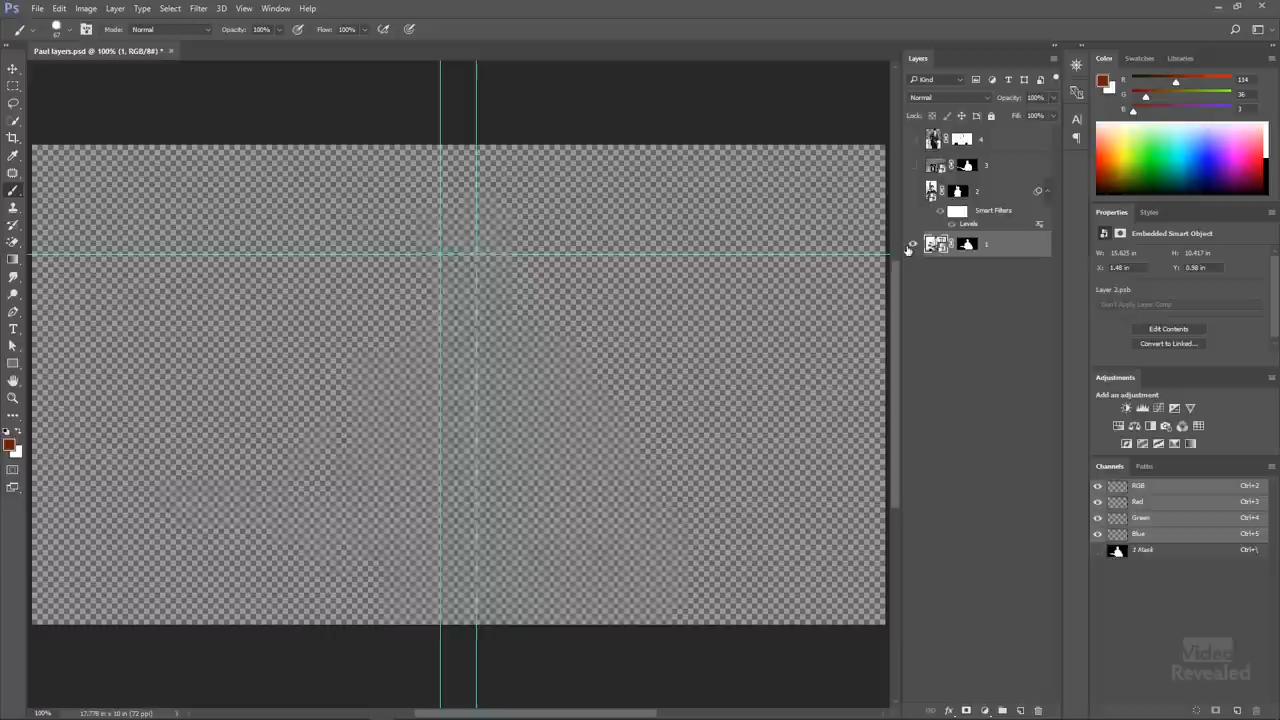 Ps File Edit Image Layer Type Select Filter 3D View Window Help
67 Mode: Normal Opacity: 100% Flow: 100%
Paul layers.psd @ 100% (1, RGB/8#) * ×
Layers
Kind
Normal Opacity: 100%
Lock: Fill: 100%
4
3
2
Smart Filters
Levels
1
Color Swatches Libraries
R 114
G 36
B 3
Properties Styles
Embedded Smart Object
W: 15.625 in H: 10.417 in
X: 1.48 in Y: 0.98 in
Layer 2.psb
Don't Apply Layer Comp
Edit Contents
Convert to Linked...
Adjustments
Add an adjustment
Channels Paths
RGB Ctrl+2
Red Ctrl+3
Green Ctrl+4
Blue Ctrl+5
1 Mask Ctrl+\
Video
Revealed
100% 17.778 in x 10 in (72 ppi)